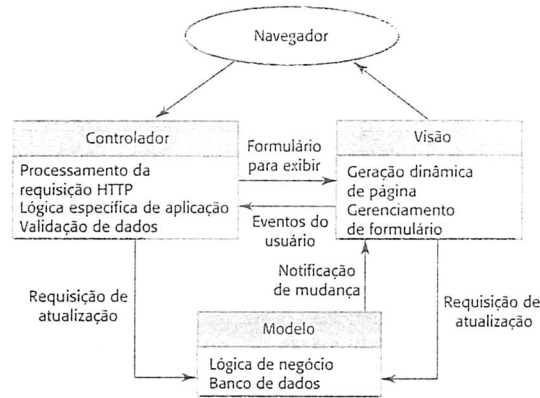 Navegador
Controlador
Processamento da
requisição HTTP
Lógica específica de aplicação
Validação de dados
Formulário
para exibir
Eventos do
usuário
Visão
Geração dinâmica
de página
Gerenciamento
de formulário
Requisição de
atualização
Notificação
de mudança
Requisição de
atualização
Modelo
Lógica de negócio
Banco de dados